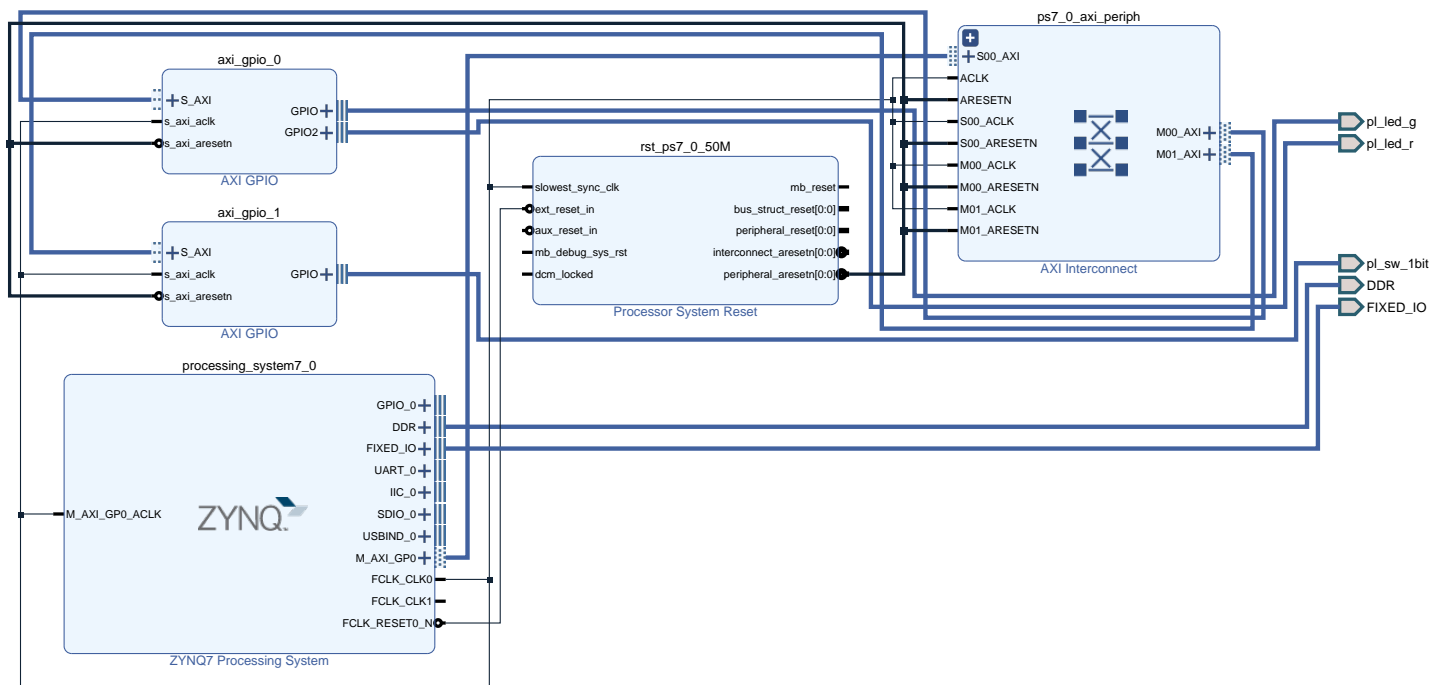 axi_gpio_0
S_AXI
s_axi_aclk
s_axi_aresetn
GPIO
GPIO2
AXI GPIO
axi_gpio_1
S_AXI
s_axi_aclk
s_axi_aresetn
GPIO
AXI GPIO
processing_system7_0
M_AXI_GP0_ACLK
ZYNQ
GPIO_0
DDR
FIXED_IO
UART_0
IIC_0
SDIO_0
USBIND_0
M_AXI_GP0
FCLK_CLK0
FCLK_CLK1
FCLK_RESET0_N
ZYNQ7 Processing System
rst_ps7_0_50M
slowest_sync_clk
ext_reset_in
aux_reset_in
mb_debug_sys_rst
dcm_locked
mb_reset
bus_struct_reset[0:0]
peripheral_reset[0:0]
interconnect_aresetn[0:0]
peripheral_aresetn[0:0]
Processor System Reset
ps7_0_axi_periph
S00_AXI
ACLK
ARESETN
S00_ACLK
S00_ARESETN
M00_ACLK
M00_ARESETN
M01_ACLK
M01_ARESETN
M00_AXI
M01_AXI
AXI Interconnect
pl_led_g
pl_led_r
pl_sw_1bit
DDR
FIXED_IO